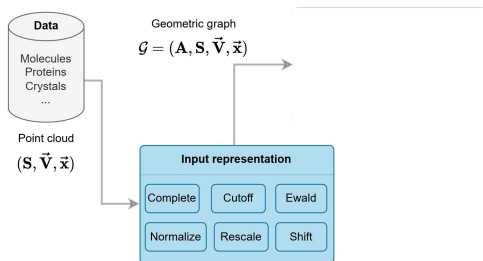 Data
Molecules
Proteins
Crystals
...
Point cloud
(S, V⃗, x⃗)
Geometric graph
𝒢 = (A, S, V⃗, x⃗)
Input representation
Complete Cutoff Ewald
Normalize Rescale Shift